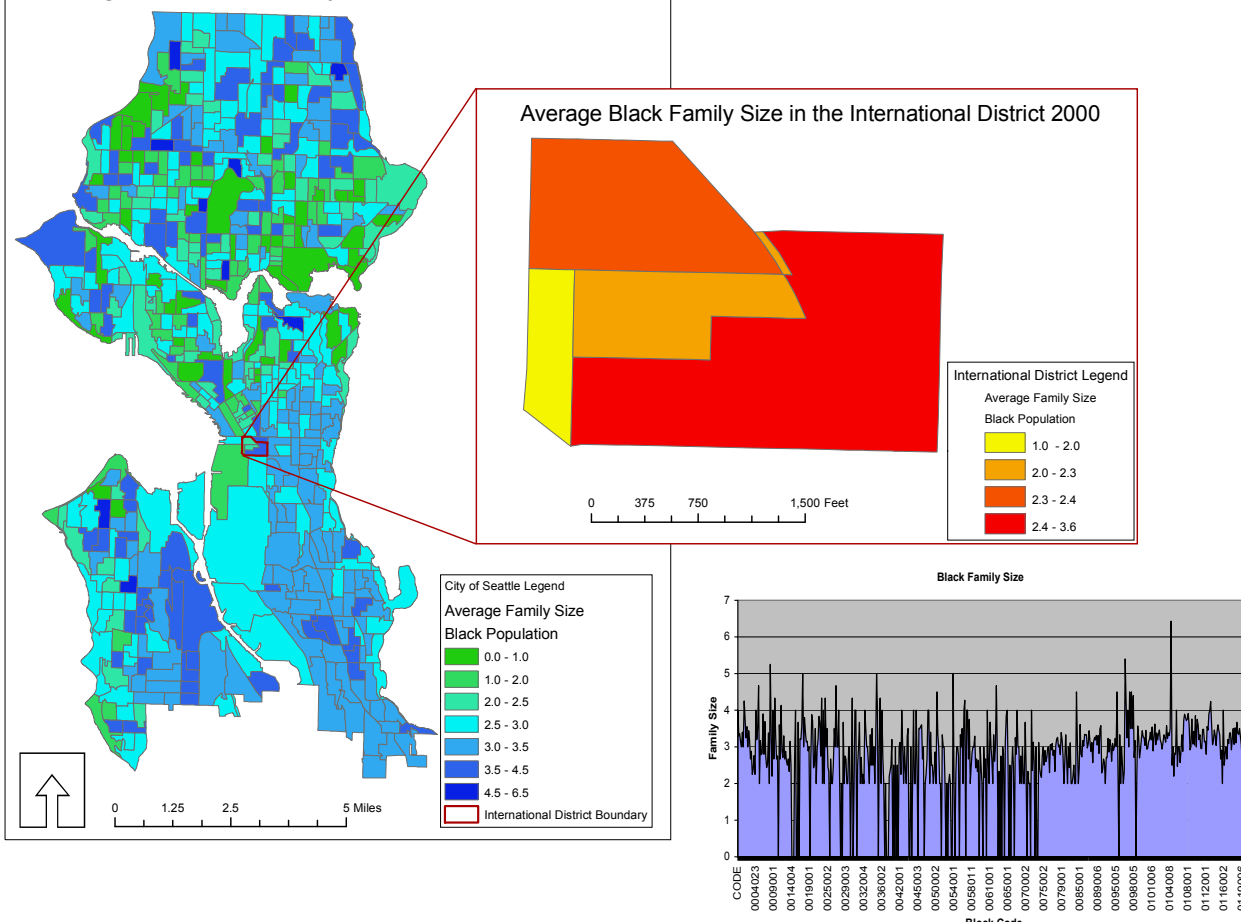 Average Black Family Size in the International District 2000
International District Legend
Average Family Size
Black Population
1.0 - 2.0
2.0 - 2.3
2.3 - 2.4
2.4 - 3.6
0 375 750 1,500 Feet
City of Seattle Legend
Average Family Size
Black Population
0.0 - 1.0
1.0 - 2.0
2.0 - 2.5
2.5 - 3.0
3.0 - 3.5
3.5 - 4.5
4.5 - 6.5
International District Boundary
0 1.25 2.5 5 Miles
Black Family Size
Family Size
7
6
5
4
3
2
1
0
CODE
0004023
0009001
0014004
0019001
0025002
0029003
0032004
0036002
0042001
0045003
0050002
0054001
0058011
0061001
0065001
0070002
0075002
0079001
0085001
0089006
0095005
0098005
0101006
0104008
0108001
0112001
0116002